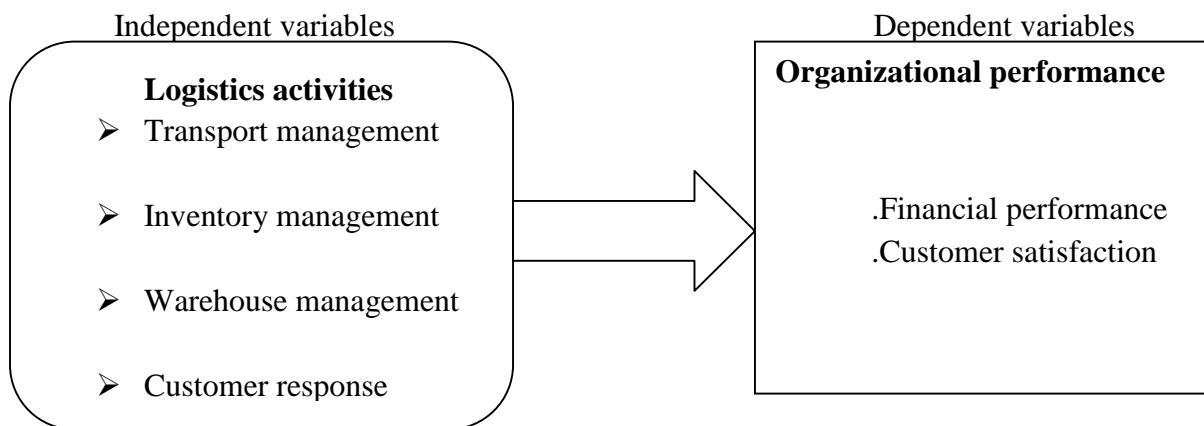 Independent variables
Logistics activities
➢ Transport management
➢ Inventory management
➢ Warehouse management
➢ Customer response
Dependent variables
Organizational performance
.Financial performance
.Customer satisfaction